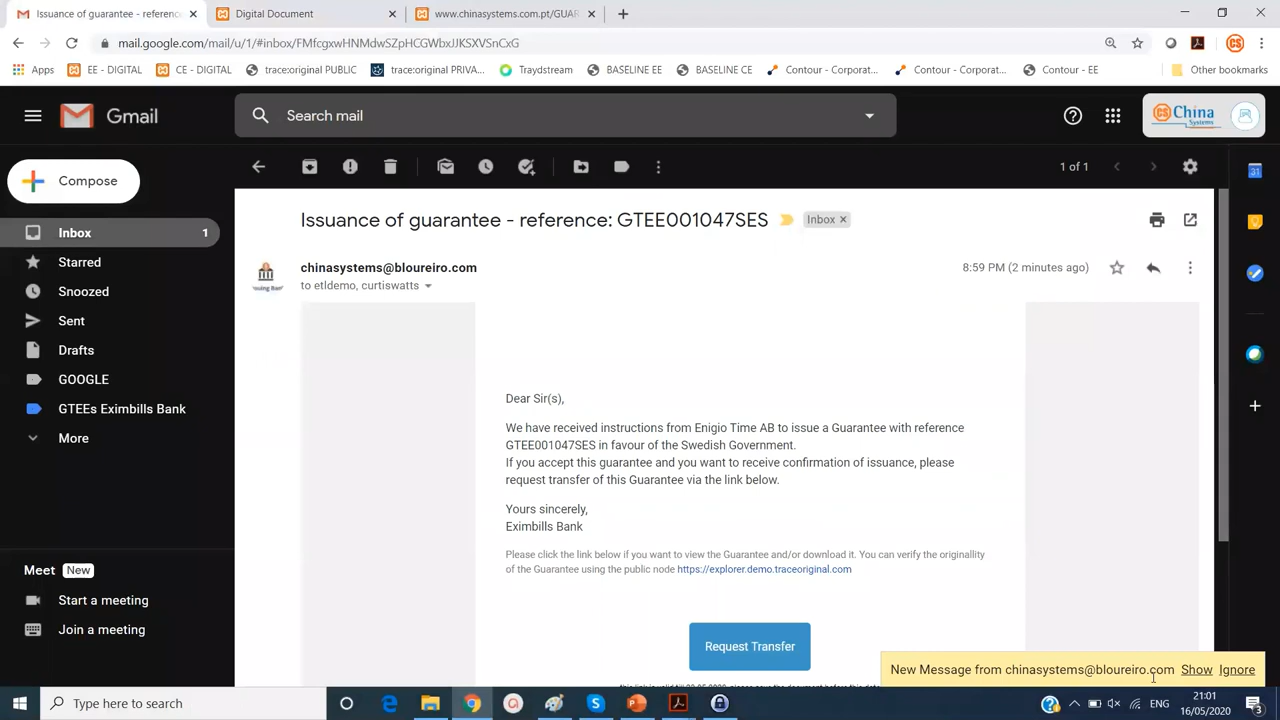 Issuance of guarantee - referenc
Digital Document
www.chinasystems.com.pt/GUAR
mail.google.com/mail/u/1/#inbox/FMfcgxwHNMdwSZpHCGWbxJJKSXVSnCxG
Apps
EE - DIGITAL
CE - DIGITAL
trace:original PUBLIC
trace:original PRIVA...
Traydstream
BASELINE EE
BASELINE CE
Contour - Corporat...
Contour - Corporat...
Contour - EE
Other bookmarks
Gmail
Search mail
China
Systems
Compose
1 of 1
Issuance of guarantee - reference: GTEE001047SES
Inbox
Inbox 1
Starred
Snoozed
Sent
Drafts
GOOGLE
GTEEs Eximbills Bank
More
chinasystems@bloureiro.com
8:59 PM (2 minutes ago)
to etldemo, curtiswatts
Dear Sir(s),
We have received instructions from Enigio Time AB to issue a Guarantee with reference
GTEE001047SES in favour of the Swedish Government.
If you accept this guarantee and you want to receive confirmation of issuance, please
request transfer of this Guarantee via the link below.
Yours sincerely,
Eximbills Bank
Please click the link below if you want to view the Guarantee and/or download it. You can verify the originallity
of the Guarantee using the public node https://explorer.demo.traceoriginal.com
Request Transfer
Meet New
Start a meeting
Join a meeting
New Message from chinasystems@bloureiro.com Show Ignore
Type here to search
ENG
21:01
16/05/2020
3